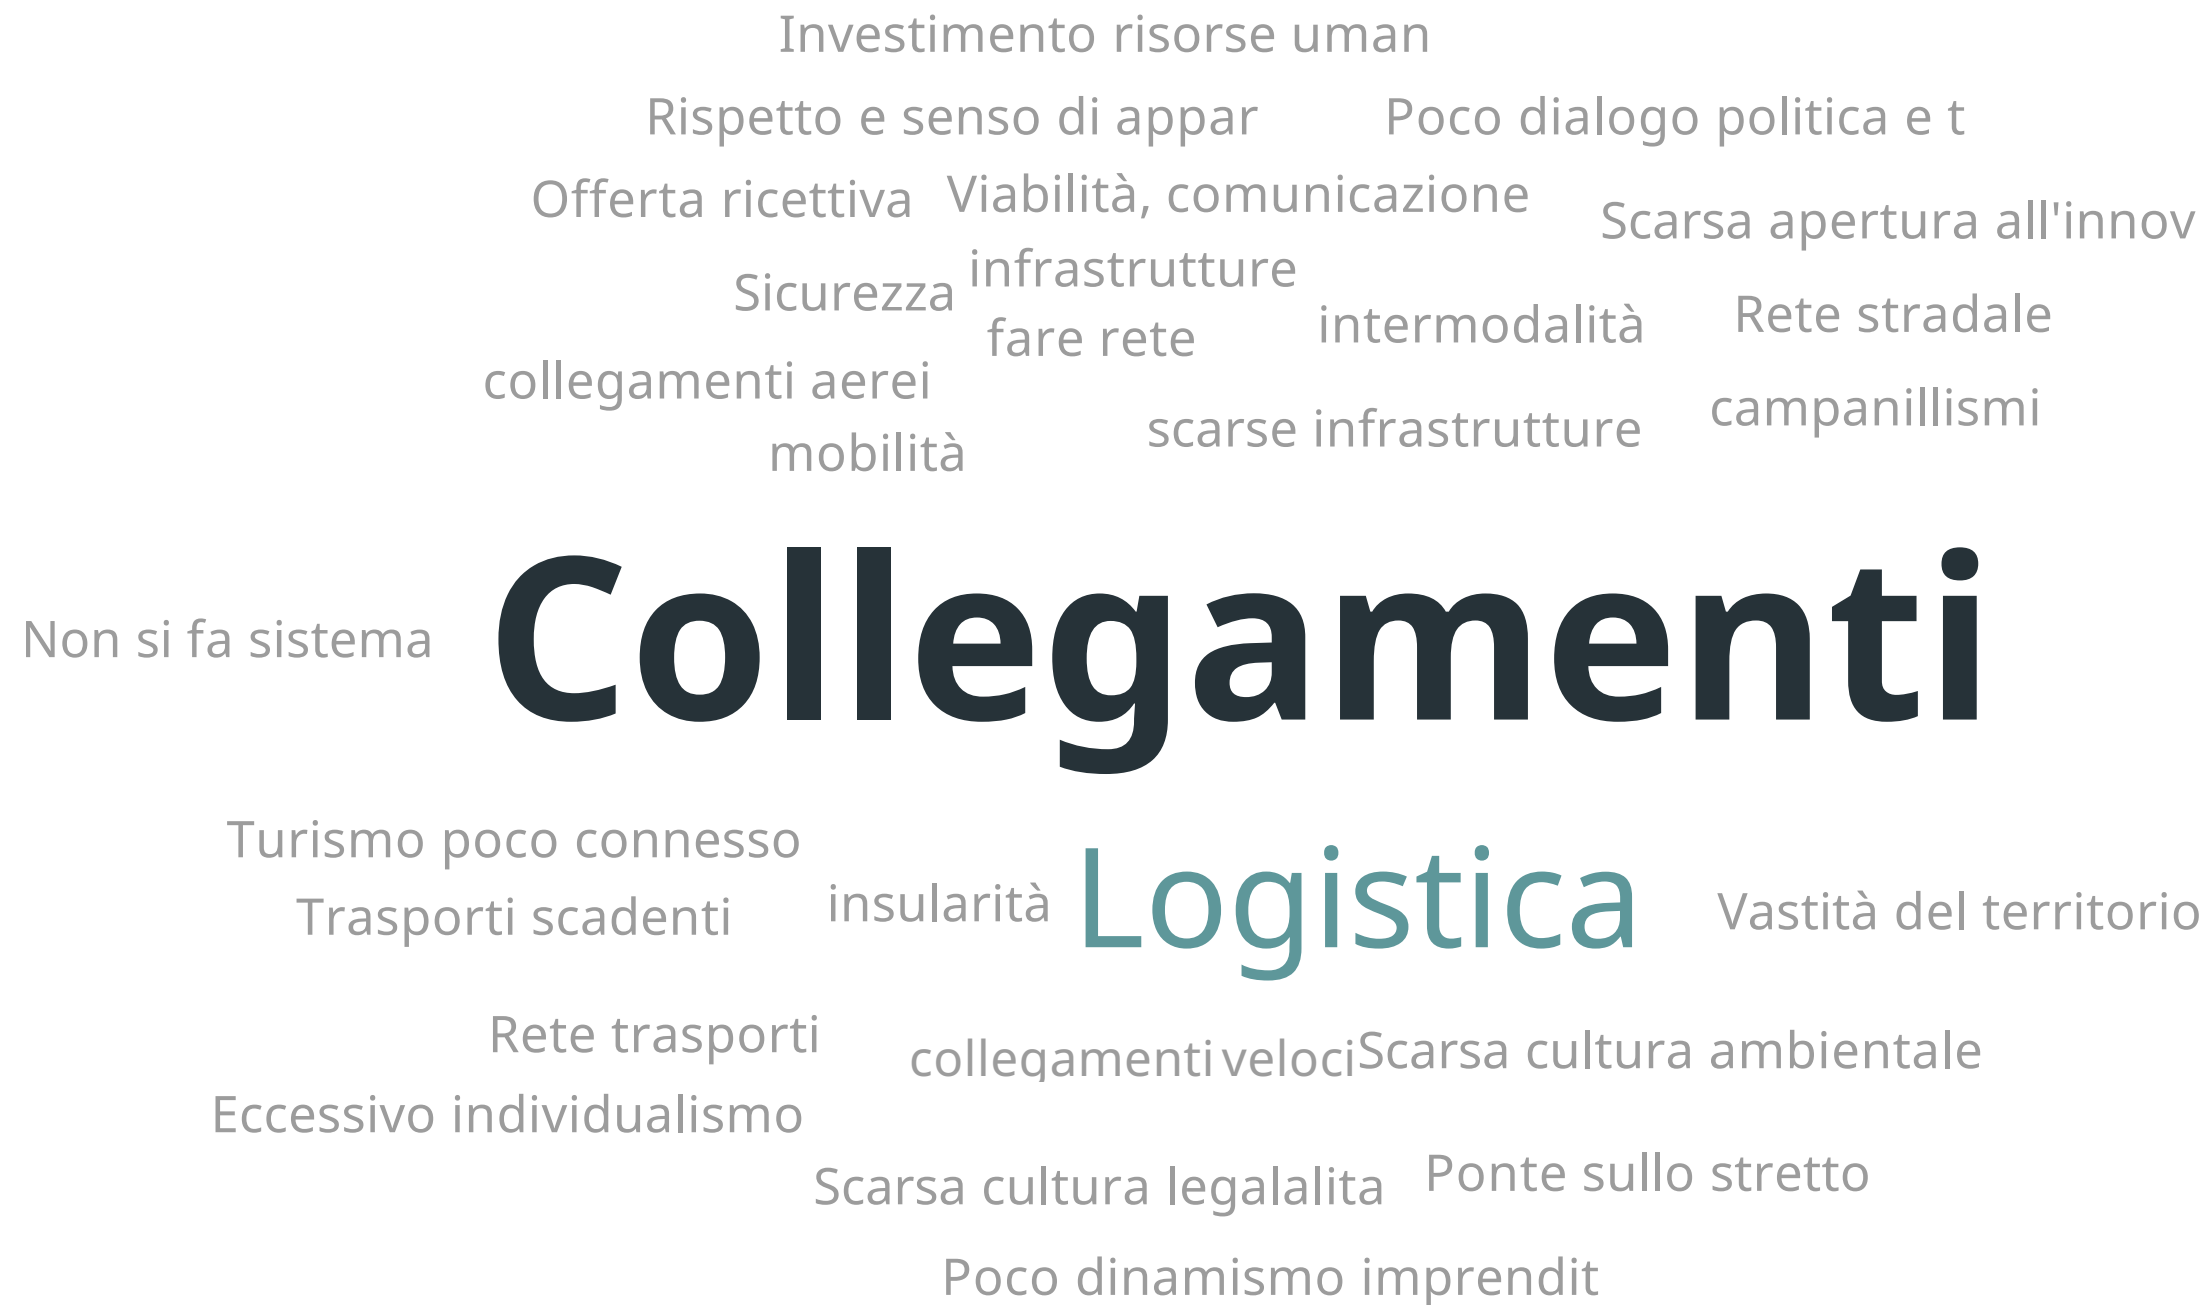 Investimento risorse uman
Rispetto e senso di appar
Poco dialogo politica e t
Offerta ricettiva
Viabilità, comunicazione
Scarsa apertura all'innov
Sicurezza
infrastrutture
fare rete
intermodalità
Rete stradale
collegamenti aerei
mobilità
scarse infrastrutture
campanillismi
Non si fa sistema
Collegamenti
Turismo poco connesso
Trasporti scadenti
insularità
Logistica
Vastità del territorio
Rete trasporti
collegamenti veloci
Scarsa cultura ambientale
Eccessivo individualismo
Scarsa cultura legalalita
Ponte sullo stretto
Poco dinamismo imprendit